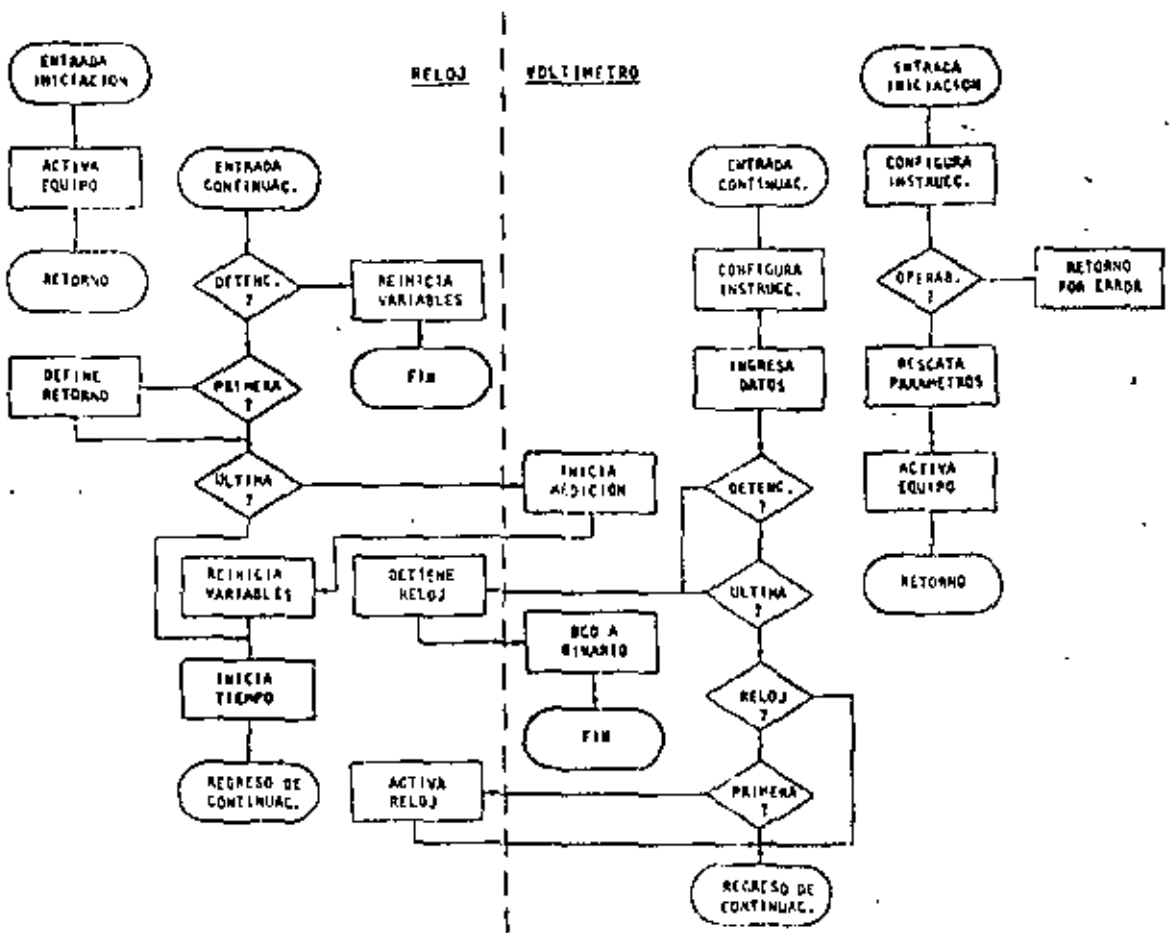 RELOJ
VOLTIMETRO
ENTRADA
INICIACION
ACTIVA
EQUIPO
RETORNO
ENTRADA
CONTINUAC.
DETENC.
?
REINICIA
VARIABLES
FIN
PRIMERA
?
DEFINE
RETORNO
ULTIMA
?
REINICIA
VARIABLES
INICIA
TIEMPO
REGRESO DE
CONTINUAC.
INICIA
MEDICION
DETIENE
RELOJ
BCD A
BINARIO
FIN
ACTIVA
RELOJ
ENTRADA
CONTINUAC.
CONFIGURA
INSTRUCC.
INGRESA
DATOS
DETENC.
?
ULTIMA
?
RELOJ
?
PRIMERA
?
REGRESO DE
CONTINUAC.
ENTRADA
INICIACION
CONFIGURA
INSTRUCC.
OPERAB.
?
RETORNO
POR ERROR
RESCATA
PARAMETROS
ACTIVA
EQUIPO
RETORNO